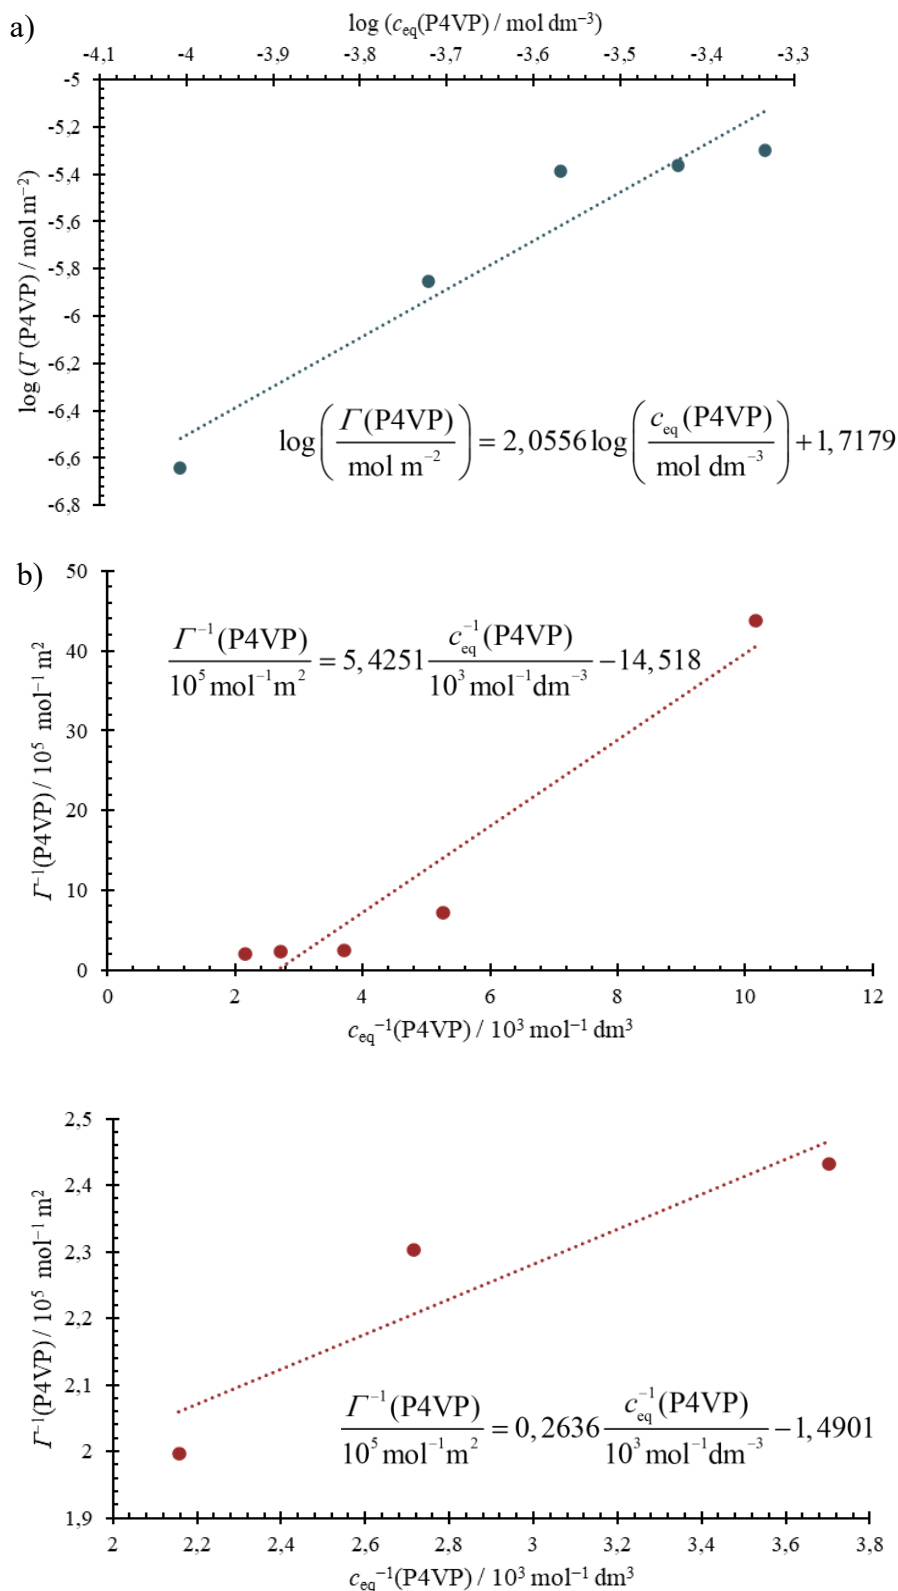 a)
log (c_eq(P4VP) / mol dm⁻³)
-4,1 -4 -3,9 -3,8 -3,7 -3,6 -3,5 -3,4 -3,3
log (Γ (P4VP) / mol m⁻²)
-5
-5,2
-5,4
-5,6
-5,8
-6
-6,2
-6,4
-6,6
-6,8
log(Γ(P4VP) / mol m⁻²) = 2,0556 log(c_eq(P4VP) / mol dm⁻³) + 1,7179
b)
Γ⁻¹(P4VP) / 10⁵ mol⁻¹ m²
50
40
30
20
10
0
Γ⁻¹(P4VP) / 10⁵ mol⁻¹m² = 5,4251 c_eq⁻¹(P4VP) / 10³ mol⁻¹dm⁻³ − 14,518
0 2 4 6 8 10 12
c_eq⁻¹(P4VP) / 10³ mol⁻¹ dm³
Γ⁻¹(P4VP) / 10⁵ mol⁻¹ m²
2,5
2,4
2,3
2,2
2,1
2
1,9
Γ⁻¹(P4VP) / 10⁵ mol⁻¹m² = 0,2636 c_eq⁻¹(P4VP) / 10³ mol⁻¹dm⁻³ − 1,4901
2 2,2 2,4 2,6 2,8 3 3,2 3,4 3,6 3,8
c_eq⁻¹(P4VP) / 10³ mol⁻¹ dm³